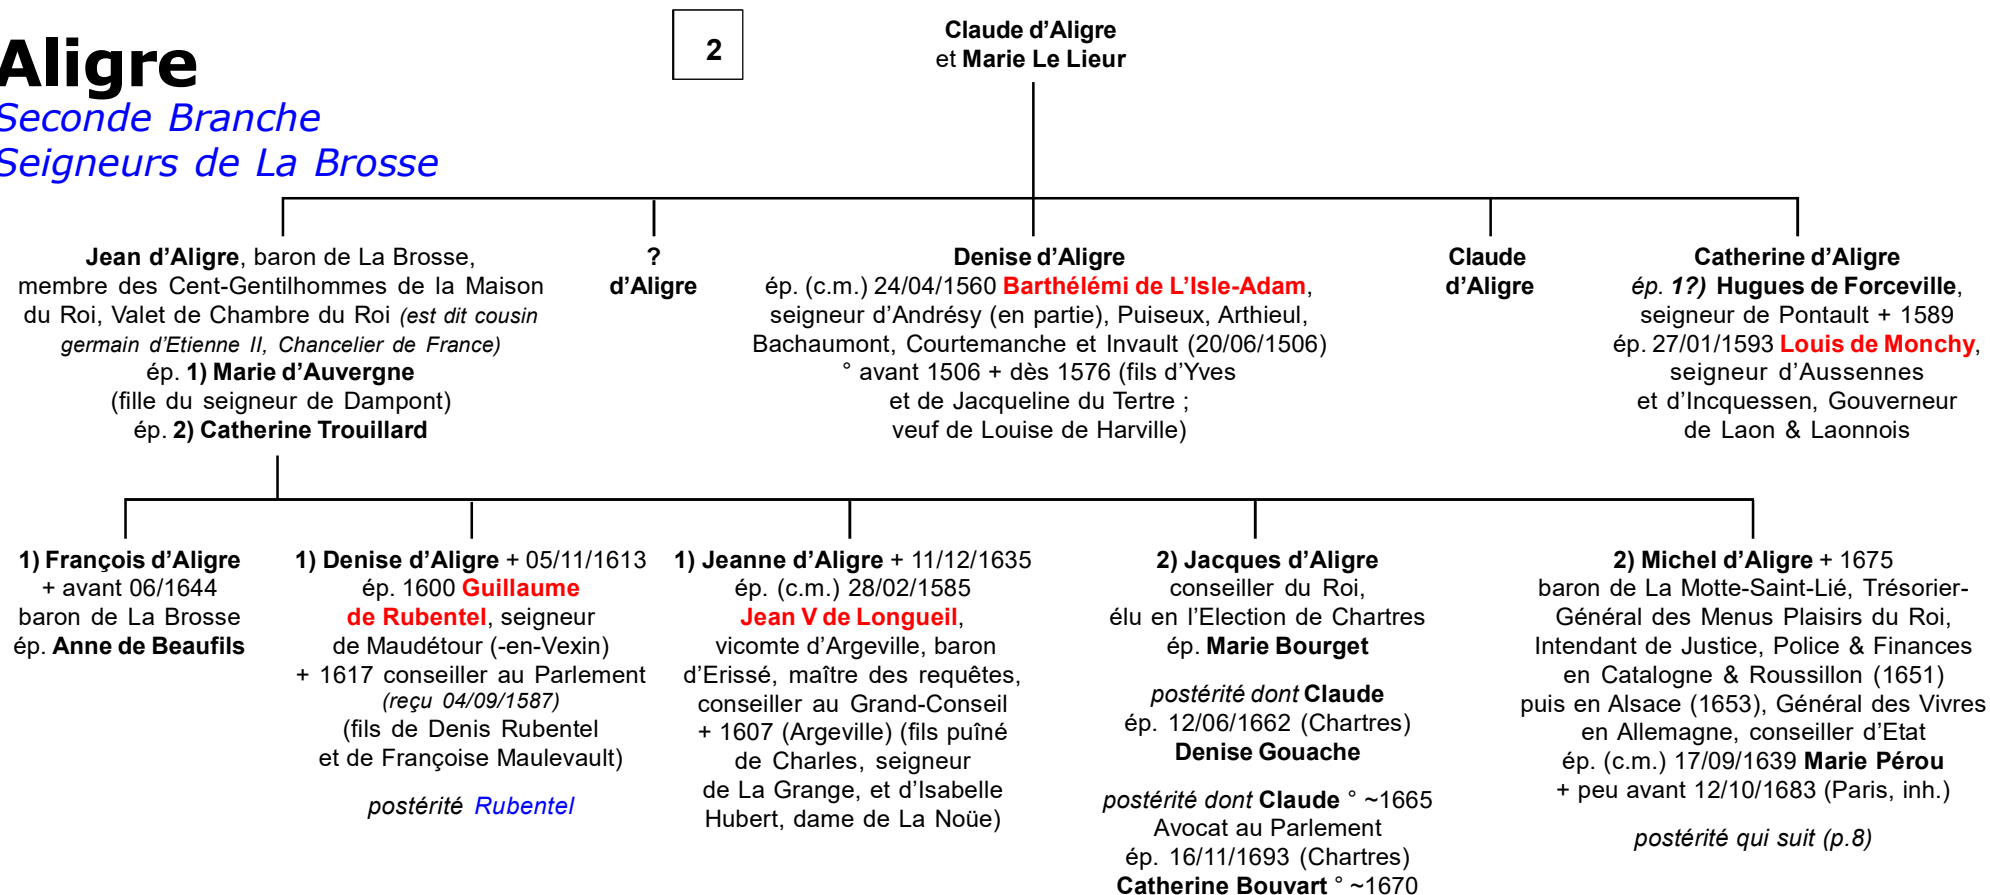 Aligre
Seconde Branche
Seigneurs de La Brosse
2
Claude d’Aligre
et Marie Le Lieur
Jean d’Aligre, baron de La Brosse,
membre des Cent-Gentilhommes de la Maison
du Roi, Valet de Chambre du Roi (est dit cousin
germain d’Etienne II, Chancelier de France)
ép. 1) Marie d’Auvergne
(fille du seigneur de Dampont)
ép. 2) Catherine Trouillard
?
d’Aligre
Denise d’Aligre
ép. (c.m.) 24/04/1560 Barthélémi de L’Isle-Adam,
seigneur d’Andrésy (en partie), Puiseux, Arthieul,
Bachaumont, Courtemanche et Invault (20/06/1506)
° avant 1506 + dès 1576 (fils d’Yves
et de Jacqueline du Tertre ;
veuf de Louise de Harville)
Claude
d’Aligre
Catherine d’Aligre
ép. 1?) Hugues de Forceville,
seigneur de Pontault + 1589
ép. 27/01/1593 Louis de Monchy,
seigneur d’Aussennes
et d’Incquessen, Gouverneur
de Laon & Laonnois
1) François d’Aligre
+ avant 06/1644
baron de La Brosse
ép. Anne de Beaufils
1) Denise d’Aligre + 05/11/1613
ép. 1600 Guillaume
de Rubentel, seigneur
de Maudétour (-en-Vexin)
+ 1617 conseiller au Parlement
(reçu 04/09/1587)
(fils de Denis Rubentel
et de Françoise Maulevault)
postérité Rubentel
1) Jeanne d’Aligre + 11/12/1635
ép. (c.m.) 28/02/1585
Jean V de Longueil,
vicomte d’Argeville, baron
d’Erissé, maître des requêtes,
conseiller au Grand-Conseil
+ 1607 (Argeville) (fils puîné
de Charles, seigneur
de La Grange, et d’Isabelle
Hubert, dame de La Noüe)
2) Jacques d’Aligre
conseiller du Roi,
élu en l’Election de Chartres
ép. Marie Bourget
postérité dont Claude
ép. 12/06/1662 (Chartres)
Denise Gouache
postérité dont Claude ° ~1665
Avocat au Parlement
ép. 16/11/1693 (Chartres)
Catherine Bouvart ° ~1670
2) Michel d’Aligre + 1675
baron de La Motte-Saint-Lié, Trésorier-
Général des Menus Plaisirs du Roi,
Intendant de Justice, Police & Finances
en Catalogne & Roussillon (1651)
puis en Alsace (1653), Général des Vivres
en Allemagne, conseiller d’Etat
ép. (c.m.) 17/09/1639 Marie Pérou
+ peu avant 12/10/1683 (Paris, inh.)
postérité qui suit (p.8)